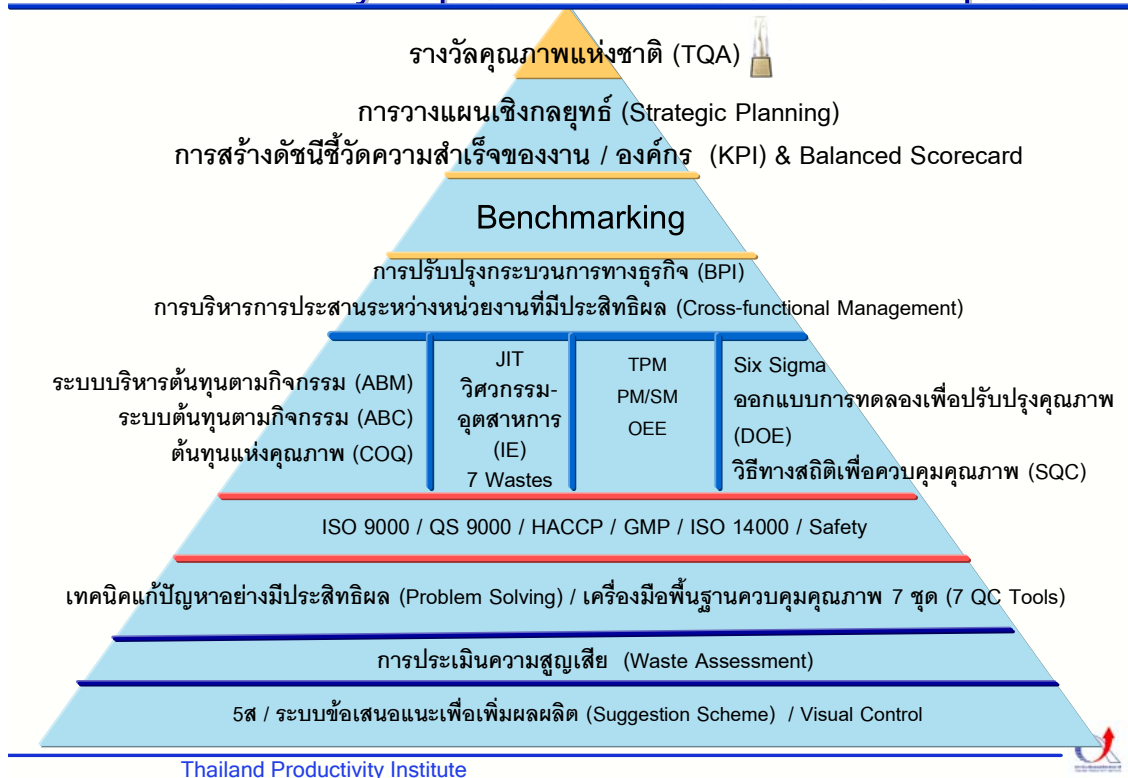 รางวัลคุณภาพแห่งชาติ (TQA)
การวางแผนเชิงกลยุทธ์ (Strategic Planning)
การสร้างดัชนีชี้วัดความสำเร็จของงาน / องค์กร (KPI) & Balanced Scorecard
Benchmarking
การปรับปรุงกระบวนการทางธุรกิจ (BPI)
การบริหารการประสานระหว่างหน่วยงานที่มีประสิทธิผล (Cross-functional Management)
ระบบบริหารต้นทุนตามกิจกรรม (ABM)
ระบบต้นทุนตามกิจกรรม (ABC)
ต้นทุนแห่งคุณภาพ (COQ)
JIT
วิศวกรรม-
อุตสาหการ
(IE)
7 Wastes
TPM
PM/SM
OEE
Six Sigma
ออกแบบการทดลองเพื่อปรับปรุงคุณภาพ
(DOE)
วิธีทางสถิติเพื่อควบคุมคุณภาพ (SQC)
ISO 9000 / QS 9000 / HACCP / GMP / ISO 14000 / Safety
เทคนิคแก้ปัญหาอย่างมีประสิทธิผล (Problem Solving) / เครื่องมือพื้นฐานควบคุมคุณภาพ 7 ชุด (7 QC Tools)
การประเมินความสูญเสีย (Waste Assessment)
5ส / ระบบข้อเสนอแนะเพื่อเพิ่มผลผลิต (Suggestion Scheme) / Visual Control
Thailand Productivity Institute